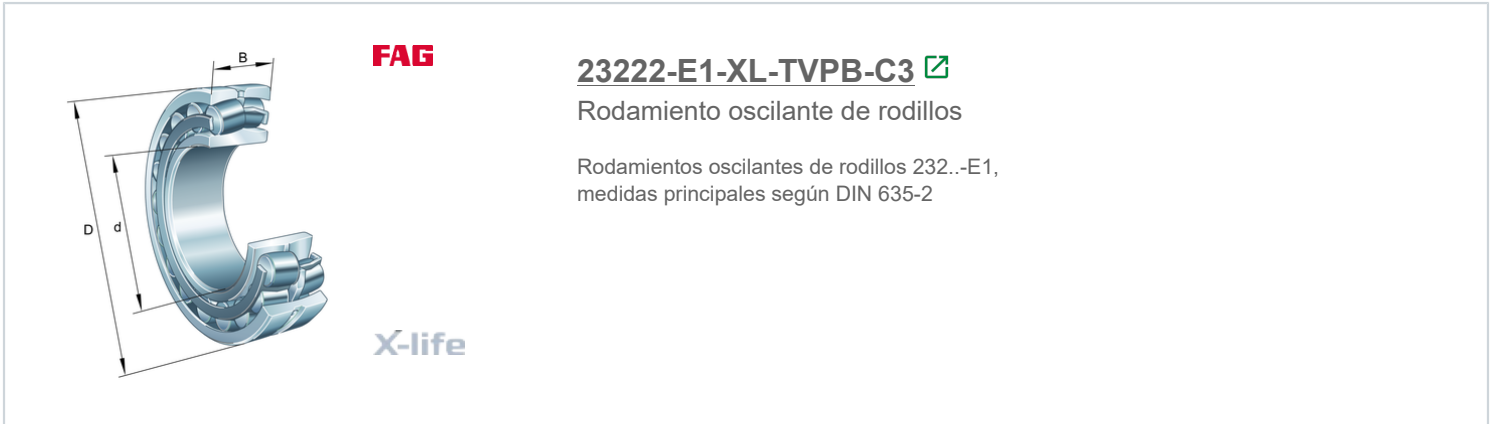 B
FAG
23222-E1-XL-TVPB-C3
Rodamiento oscilante de rodillos
Rodamientos oscilantes de rodillos 232..-E1,
medidas principales según DIN 635-2
D
d
X-life